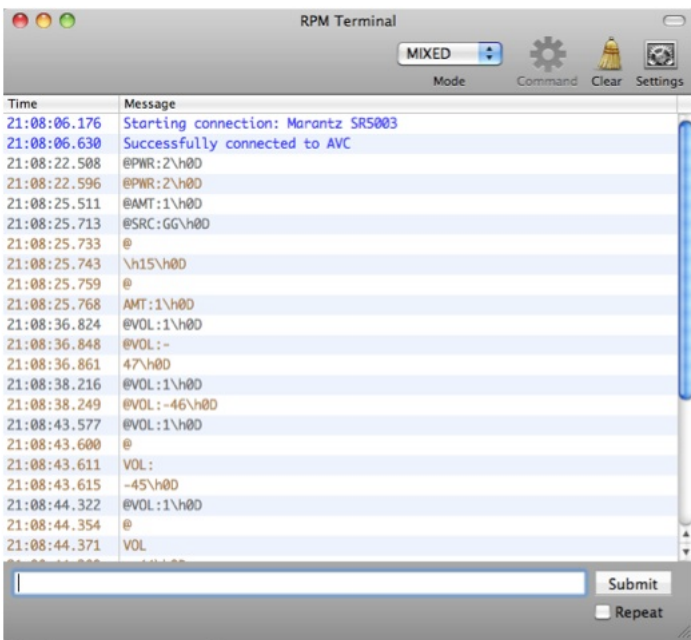 RPM Terminal
MIXED
Mode Command Clear Settings
Time Message
21:08:06.176 Starting connection: Marantz SR5003
21:08:06.630 Successfully connected to AVC
21:08:22.508 @PWR:2\h0D
21:08:22.596 @PWR:2\h0D
21:08:25.511 @AMT:1\h0D
21:08:25.713 @SRC:GG\h0D
21:08:25.733 @
21:08:25.743 \h15\h0D
21:08:25.759 @
21:08:25.768 AMT:1\h0D
21:08:36.824 @VOL:1\h0D
21:08:36.848 @VOL:-
21:08:36.861 47\h0D
21:08:38.216 @VOL:1\h0D
21:08:38.249 @VOL:-46\h0D
21:08:43.577 @VOL:1\h0D
21:08:43.600 @
21:08:43.611 VOL:
21:08:43.615 -45\h0D
21:08:44.322 @VOL:1\h0D
21:08:44.354 @
21:08:44.371 VOL
Submit
Repeat